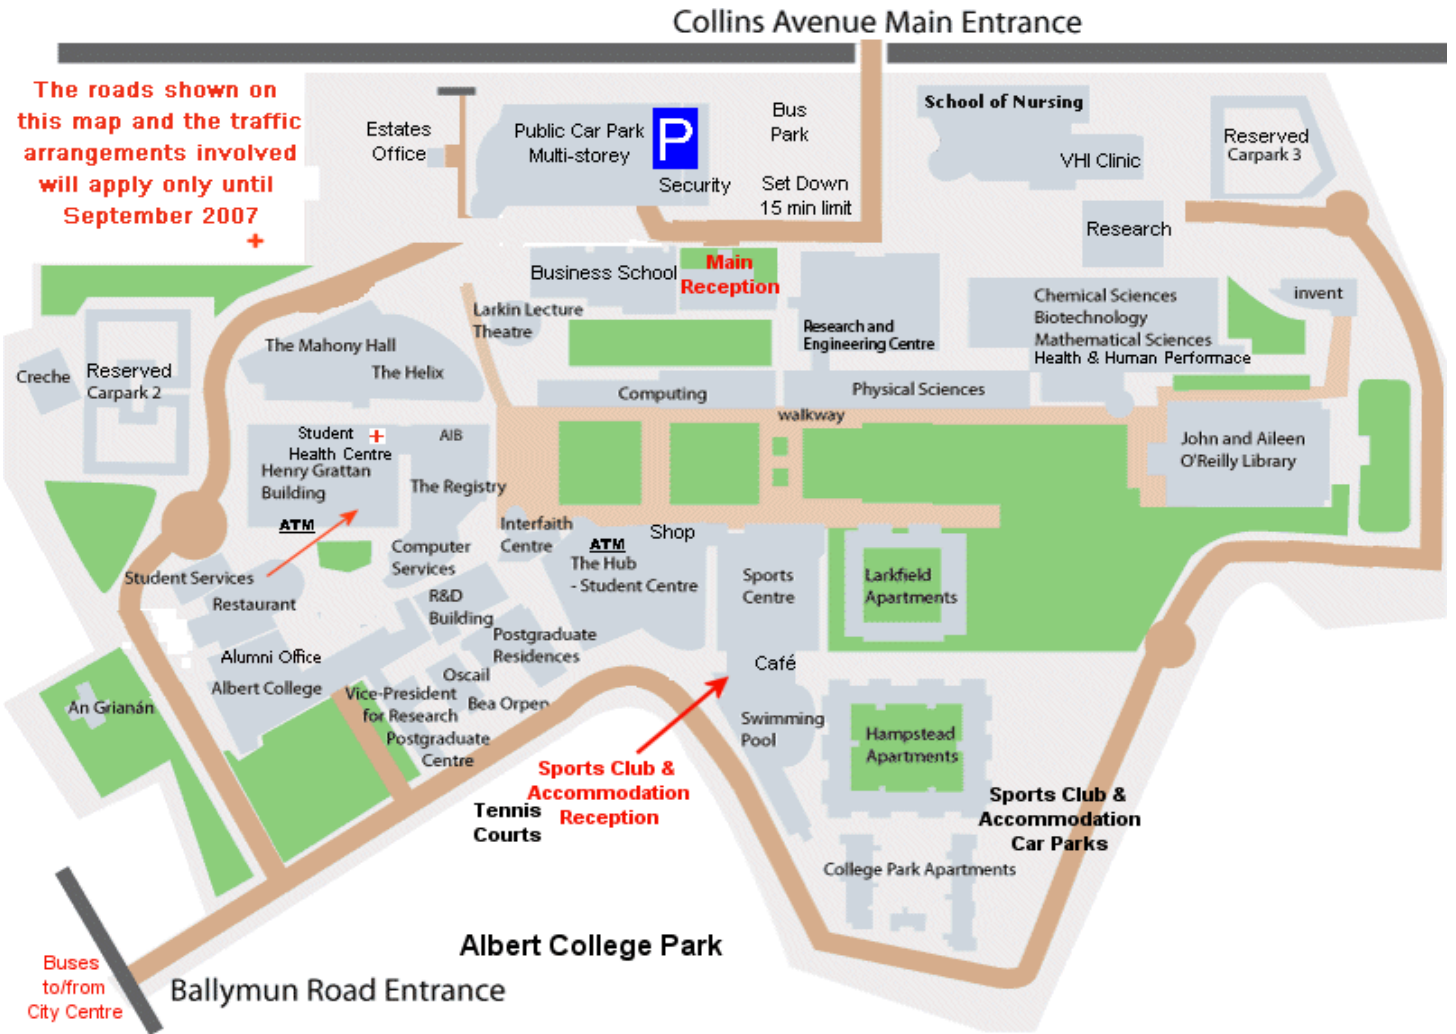 Collins Avenue Main Entrance
The roads shown on
this map and the traffic
arrangements involved
will apply only until
September 2007
Estates
Office
Public Car Park
Multi-storey
P
Security
Bus
Park
Set Down
15 min limit
School of Nursing
VHI Clinic
Reserved
Carpark 3
Research
Business School
Main
Reception
Larkin Lecture
Theatre
Research and
Engineering Centre
Chemical Sciences
Biotechnology
Mathematical Sciences
Health & Human Performace
invent
The Mahony Hall
The Helix
Creche
Reserved
Carpark 2
Computing
Physical Sciences
walkway
John and Aileen
O'Reilly Library
Student
Health Centre
Henry Grattan
Building
ATM
AIB
The Registry
Interfaith
Centre
Computer
Services
ATM
Shop
The Hub
- Student Centre
Sports
Centre
Larkfield
Apartments
Student Services
Restaurant
R&D
Building
Postgraduate
Residences
Alumni Office
Albert College
Oscail
Bea Orpen
Vice-President
for Research
Postgraduate
Centre
An Grianán
Café
Swimming
Pool
Hampstead
Apartments
Sports Club &
Accommodation
Reception
Tennis
Courts
Sports Club &
Accommodation
Car Parks
College Park Apartments
Albert College Park
Buses
to/from
City Centre
Ballymun Road Entrance